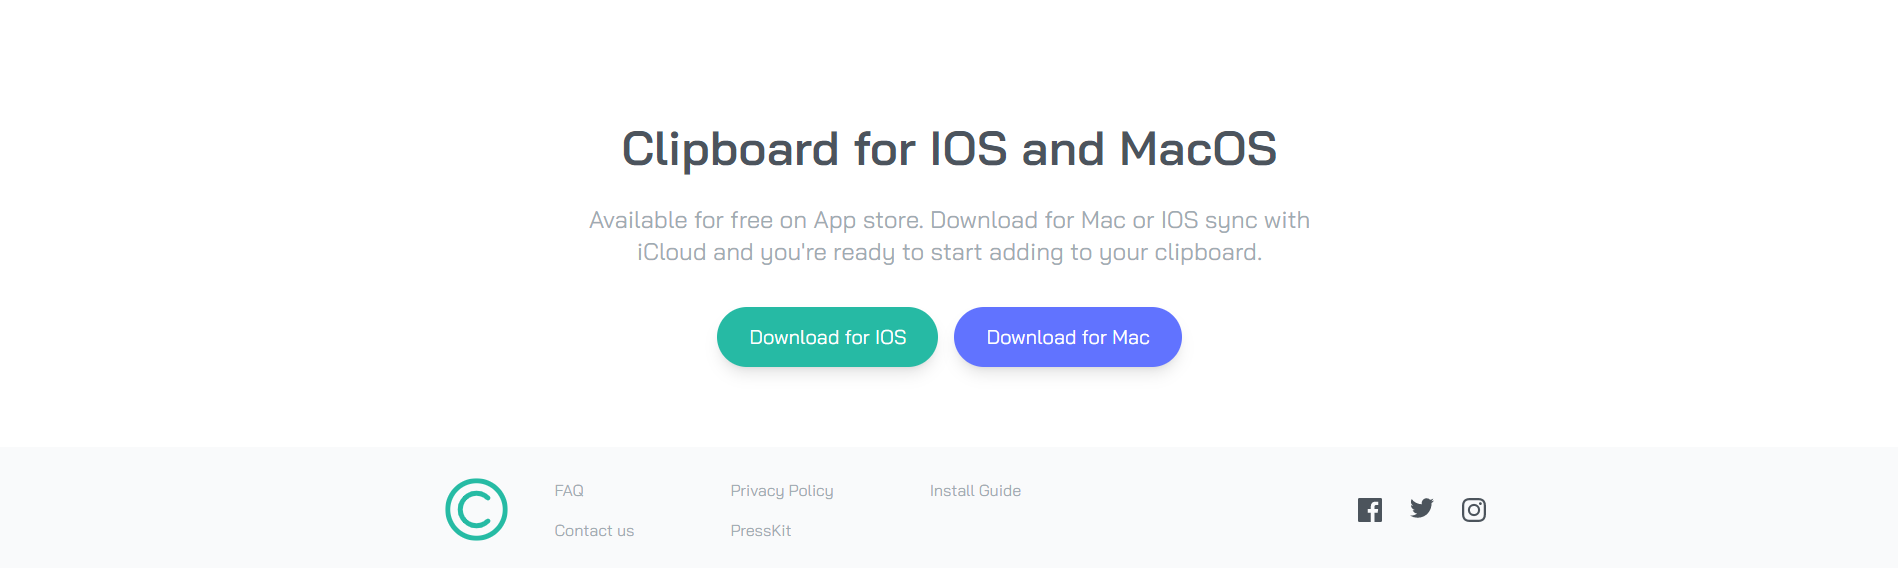 Clipboard for IOS and MacOS
Available for free on App store. Download for Mac or IOS sync with
iCloud and you're ready to start adding to your clipboard.
Download for IOS
Download for Mac
FAQ
Privacy Policy
Install Guide
Contact us
PressKit